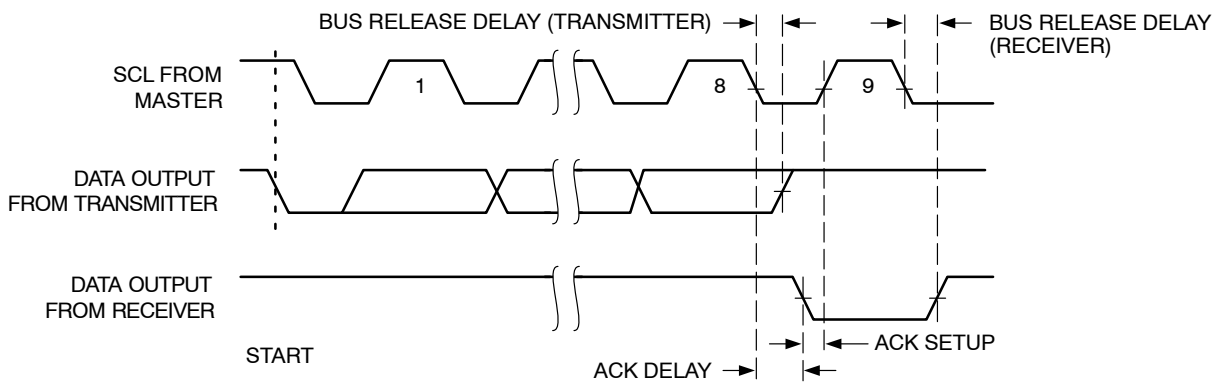 BUS RELEASE DELAY (TRANSMITTER)
BUS RELEASE DELAY
(RECEIVER)
SCL FROM
MASTER
1
8
9
DATA OUTPUT
FROM TRANSMITTER
DATA OUTPUT
FROM RECEIVER
START
ACK SETUP
ACK DELAY